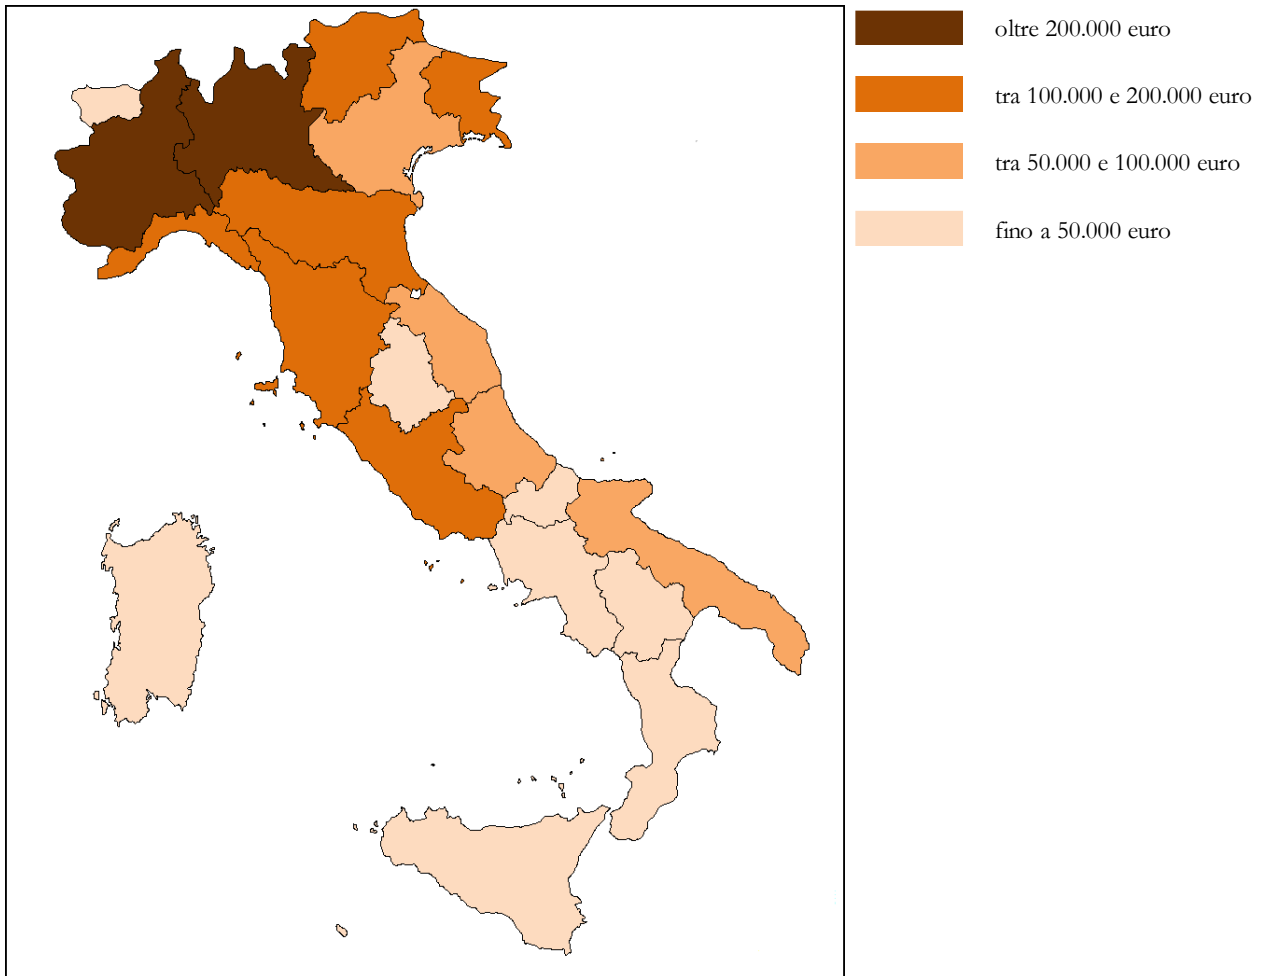 oltre 200.000 euro
tra 100.000 e 200.000 euro
tra 50.000 e 100.000 euro
fino a 50.000 euro